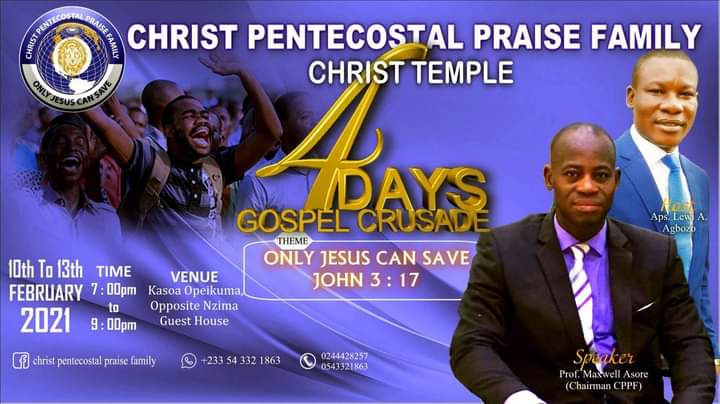 CHRIST PENTECOSTAL PRAISE FAMILY
ONLY JESUS CAN SAVE
CHRIST PENTECOSTAL PRAISE FAMILY
CHRIST TEMPLE
4 DAYS
GOSPEL CRUSADE
THEME
ONLY JESUS CAN SAVE
JOHN 3 : 17
10th To 13th
FEBRUARY
2021
TIME
7 : 00pm
to
9 : 00pm
VENUE
Kasoa Opeikuma,
Opposite Nzima
Guest House
Host
Aps. Lewi A.
Agbozo
Speaker
Prof. Maxwell Asore
(Chairman CPPF)
christ pentecostal praise family
+233 54 332 1863
0244428257
0543321863